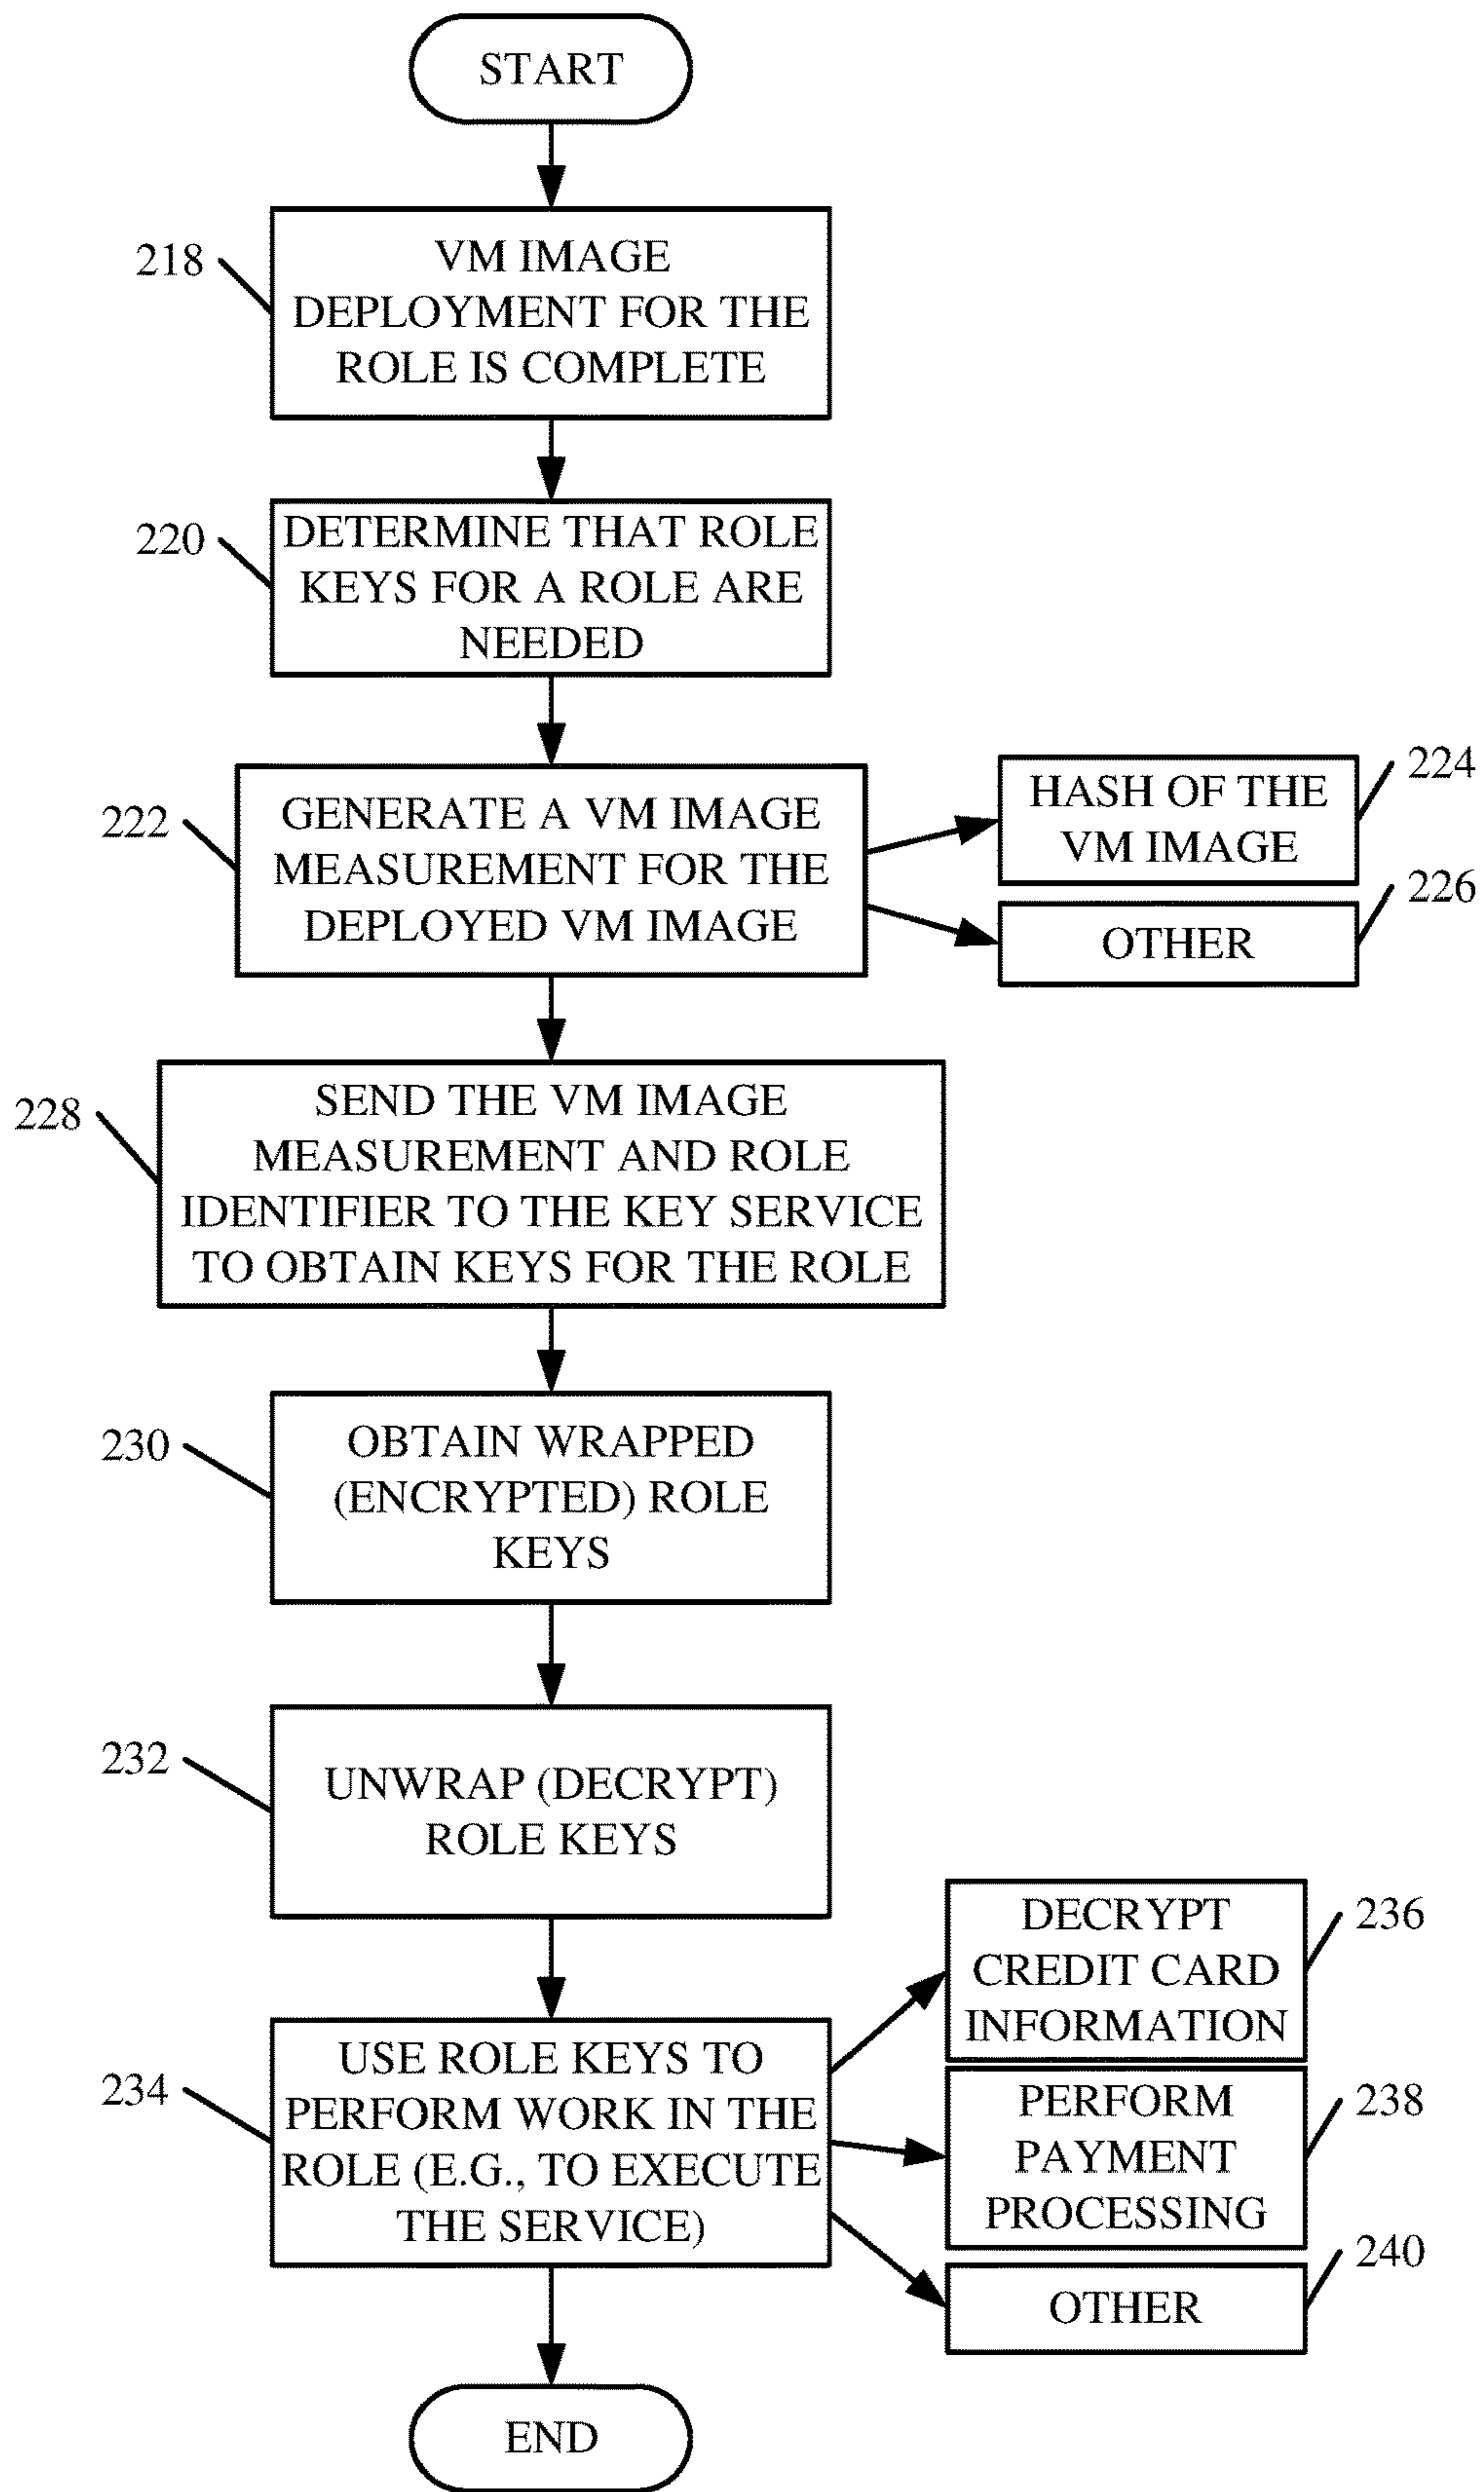 START
218
VM IMAGE
DEPLOYMENT FOR THE
ROLE IS COMPLETE
220
DETERMINE THAT ROLE
KEYS FOR A ROLE ARE
NEEDED
222
GENERATE A VM IMAGE
MEASUREMENT FOR THE
DEPLOYED VM IMAGE
HASH OF THE
VM IMAGE
224
OTHER
226
228
SEND THE VM IMAGE
MEASUREMENT AND ROLE
IDENTIFIER TO THE KEY SERVICE
TO OBTAIN KEYS FOR THE ROLE
230
OBTAIN WRAPPED
(ENCRYPTED) ROLE
KEYS
232
UNWRAP (DECRYPT)
ROLE KEYS
234
USE ROLE KEYS TO
PERFORM WORK IN THE
ROLE (E.G., TO EXECUTE
THE SERVICE)
DECRYPT
CREDIT CARD
INFORMATION
236
PERFORM
PAYMENT
PROCESSING
238
OTHER
240
END